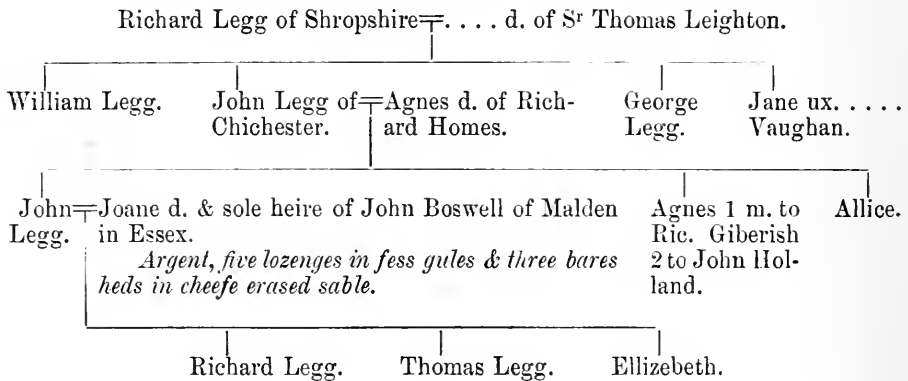 Richard Legg of Shropshire=.... d. of Sr Thomas Leighton.
William Legg.
John Legg of=Agnes d. of Rich-
Chichester. ard Homes.
George
Legg.
Jane ux.....
Vaughan.
John=Joane d. & sole heire of John Boswell of Malden
Legg. in Essex.
Argent, five lozenges in fess gules & three bares
heds in cheefe erased sable.
Agnes 1 m. to
Ric. Giberish
2 to John Hol-
land.
Allice.
Richard Legg.
Thomas Legg.
Ellizebeth.